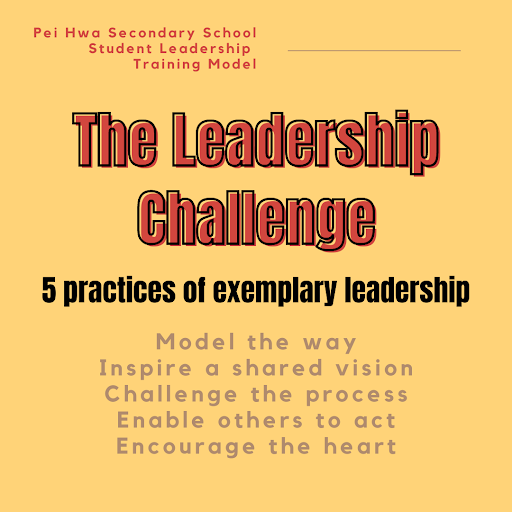 Pei Hwa Secondary School
Student Leadership
Training Model
The Leadership
Challenge
5 practices of exemplary leadership
Model the way
Inspire a shared vision
Challenge the process
Enable others to act
Encourage the heart